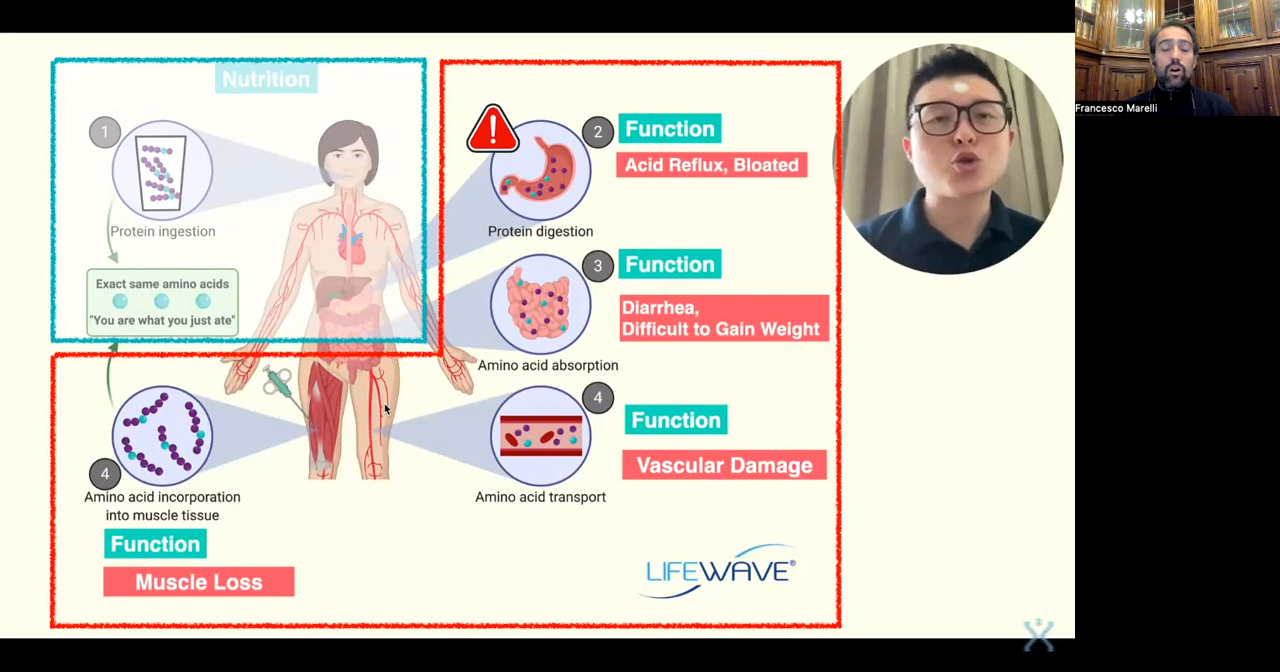 Nutrition
1
Protein ingestion
Exact same amino acids
"You are what you just ate"
4
Amino acid incorporation
into muscle tissue
Function
Muscle Loss
2
Function
Acid Reflux, Bloated
Protein digestion
3
Function
Diarrhea,
Difficult to Gain Weight
Amino acid absorption
4
Function
Vascular Damage
Amino acid transport
LIFEWAVE®
Francesco Marelli